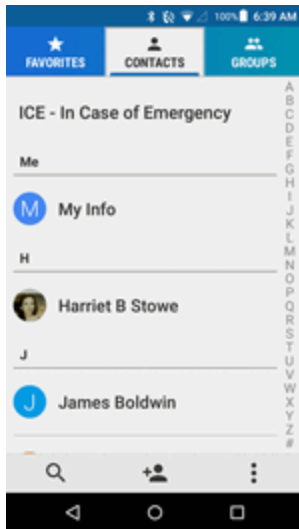 100% 6:39 AM
FAVORITES CONTACTS GROUPS
ICE - In Case of Emergency
Me
M My Info
H
Harriet B Stowe
J
J James Boldwin
A
B
C
D
E
F
G
H
I
J
K
L
M
N
O
P
Q
R
S
T
U
V
W
X
Y
Z
#